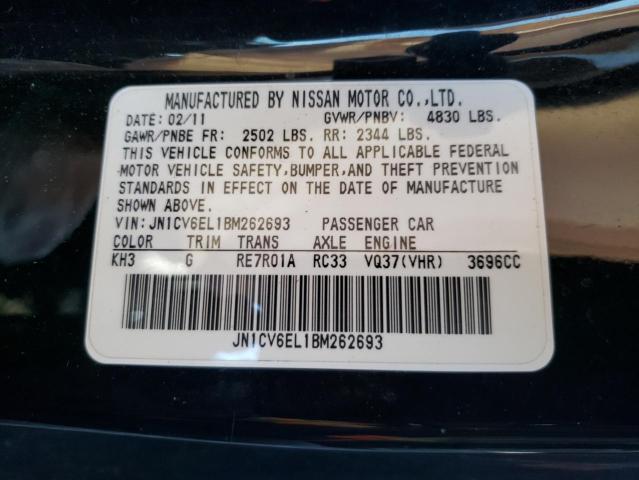 MANUFACTURED BY NISSAN MOTOR CO.,LTD.
DATE: 02/11 GVWR/PNBV: 4830 LBS.
GAWR/PNBE FR: 2502 LBS. RR: 2344 LBS.
THIS VEHICLE CONFORMS TO ALL APPLICABLE FEDERAL
MOTOR VEHICLE SAFETY,BUMPER,AND THEFT PREVENTION
STANDARDS IN EFFECT ON THE DATE OF MANUFACTURE
SHOWN ABOVE.
VIN:JN1CV6EL1BM262693 PASSENGER CAR
COLOR TRIM TRANS AXLE ENGINE
KH3 G RE7R01A RC33 VQ37(VHR) 3696CC
JN1CV6EL1BM262693